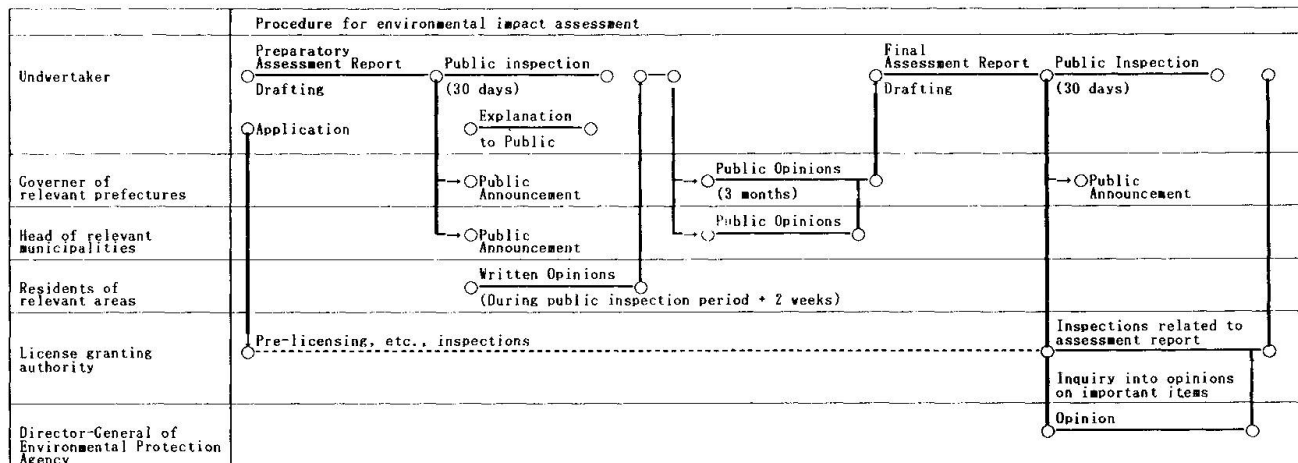 Procedure for environmental impact assessment
Undwertaker
Preparatory
Assessment Report
Drafting
Public inspection
(30 days)
Final
Assessment Report
Drafting
Public Inspection
(30 days)
Application
Explanation
to Public
Governer of
relevant prefectures
Public
Announcement
Public Opinions
(3 months)
Public
Announcement
Head of relevant
municipalities
Public
Announcement
Public Opinions
Residents of
relevant areas
Written Opinions
(During public inspection period + 2 weeks)
License granting
authority
Pre-licensing, etc., inspections
Inspections related to
assessment report
Inquiry into opinions
on important items
Director-General of
Environmental Protection
Agency
Opinion